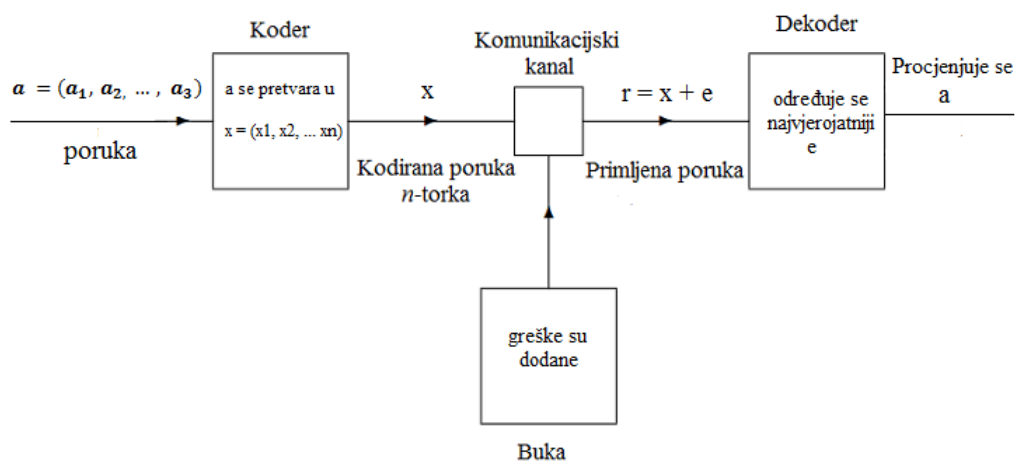 Koder
Dekoder
Komunikacijski
kanal
a = (a₁, a₂, ... , a₃)
poruka
a se pretvara u
x = (x1, x2, ... xn)
x
Kodirana poruka
n-torka
r = x + e
Primljena poruka
određuje se
najvjerojatniji
e
Procjenjuje se
a
greške su
dodane
Buka